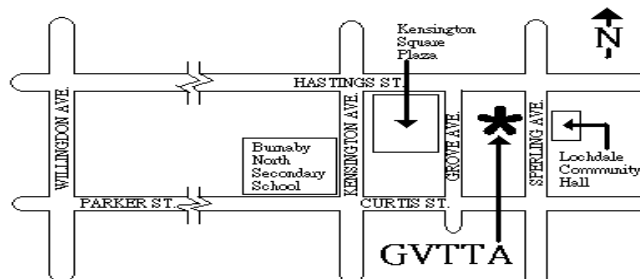 Kensington
Square
Plaza
N
HASTINGS ST.
WILLINGDON AVE.
KENSINGTON AVE.
GROVE AVE.
SPERLING AVE.
Burnaby
North
Secondary
School
Lochdale
Community
Hall
PARKER ST.
CURTIS ST.
GVTTA